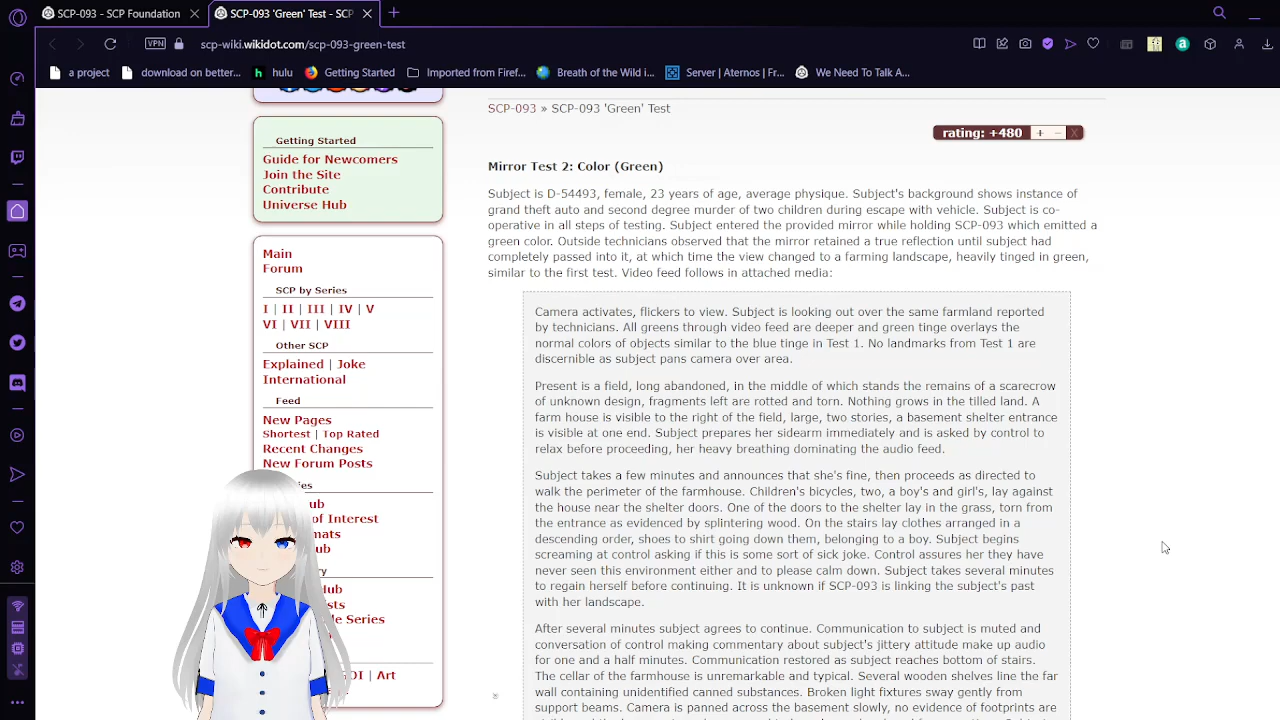 SCP-093 - SCP Foundation
SCP-093 'Green' Test - SCP
VPN
scp-wiki.wikidot.com/scp-093-green-test
a project
download on better...
hulu
Getting Started
Imported from Firef...
Breath of the Wild i...
Server | Aternos | Fr...
We Need To Talk A...
SCP-093 » SCP-093 'Green' Test
rating: +480 + − X
Getting Started
Guide for Newcomers
Join the Site
Contribute
Universe Hub
Main
Forum
SCP by Series
I | II | III | IV | V
VI | VII | VIII
Other SCP
Explained | Joke
International
Feed
New Pages
Shortest | Top Rated
Recent Changes
New Forum Posts
Mirror Test 2: Color (Green)
Subject is D-54493, female, 23 years of age, average physique. Subject's background shows instance of
grand theft auto and second degree murder of two children during escape with vehicle. Subject is co-
operative in all steps of testing. Subject entered the provided mirror while holding SCP-093 which emitted a
green color. Outside technicians observed that the mirror retained a true reflection until subject had
completely passed into it, at which time the view changed to a farming landscape, heavily tinged in green,
similar to the first test. Video feed follows in attached media:
Camera activates, flickers to view. Subject is looking out over the same farmland reported
by technicians. All greens through video feed are deeper and green tinge overlays the
normal colors of objects similar to the blue tinge in Test 1. No landmarks from Test 1 are
discernible as subject pans camera over area.
Present is a field, long abandoned, in the middle of which stands the remains of a scarecrow
of unknown design, fragments left are rotted and torn. Nothing grows in the tilled land. A
farm house is visible to the right of the field, large, two stories, a basement shelter entrance
is visible at one end. Subject prepares her sidearm immediately and is asked by control to
relax before proceeding, her heavy breathing dominating the audio feed.
Subject takes a few minutes and announces that she's fine, then proceeds as directed to
walk the perimeter of the farmhouse. Children's bicycles, two, a boy's and girl's, lay against
the house near the shelter doors. One of the doors to the shelter lay in the grass, torn from
the entrance as evidenced by splintering wood. On the stairs lay clothes arranged in a
descending order, shoes to shirt going down them, belonging to a boy. Subject begins
screaming at control asking if this is some sort of sick joke. Control assures her they have
never seen this environment either and to please calm down. Subject takes several minutes
to regain herself before continuing. It is unknown if SCP-093 is linking the subject's past
with her landscape.
After several minutes subject agrees to continue. Communication to subject is muted and
conversation of control making commentary about subject's jittery attitude make up audio
for one and a half minutes. Communication restored as subject reaches bottom of stairs.
The cellar of the farmhouse is unremarkable and typical. Several wooden shelves line the far
wall containing unidentified canned substances. Broken light fixtures sway gently from
support beams. Camera is panned across the basement slowly, no evidence of footprints are
of Interest
Art